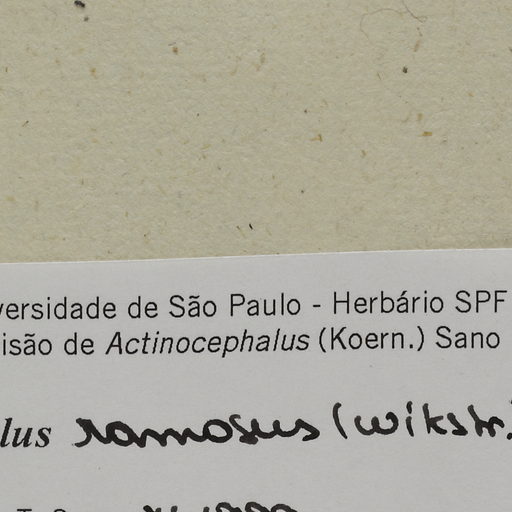 versidade de São Paulo - Herbário SPF
isão de Actinocephalus (Koern.) Sano
lus ramosus (Wikstr.